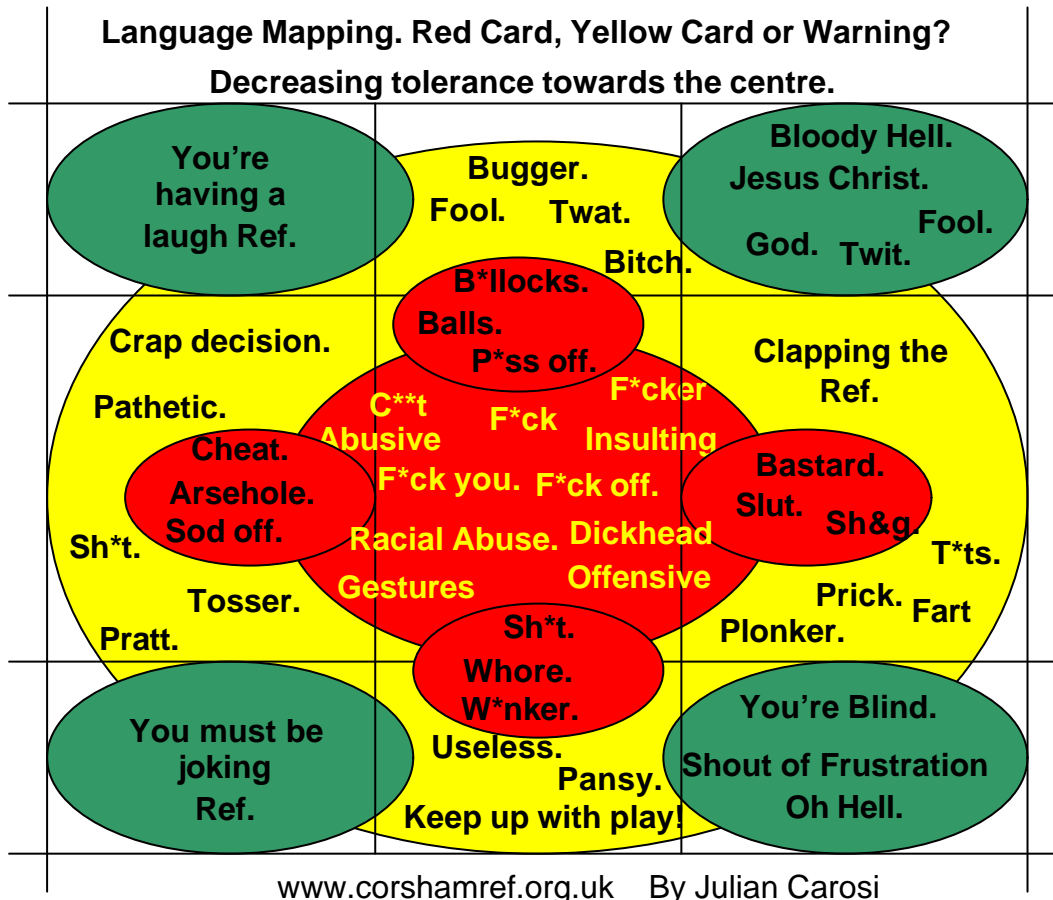 Language Mapping. Red Card, Yellow Card or Warning?
Decreasing tolerance towards the centre.
You're
having a
laugh Ref.
Bugger.
Fool. Twat.
Bitch.
Bloody Hell.
Jesus Christ.
Fool.
God. Twit.
B*llocks.
Balls.
P*ss off.
Crap decision.
Pathetic.
Clapping the
Ref.
C**t
F*ck
F*cker
Abusive
Insulting
F*ck you. F*ck off.
Racial Abuse. Dickhead
Gestures
Offensive
Cheat.
Arsehole.
Sod off.
Bastard.
Slut.
Sh&g.
Sh*t.
Tosser.
Pratt.
T*ts.
Prick. Fart
Plonker.
Sh*t.
Whore.
W*nker.
Useless.
Pansy.
Keep up with play!
You must be
joking
Ref.
You're Blind.
Shout of Frustration
Oh Hell.
www.corshamref.org.uk By Julian Carosi